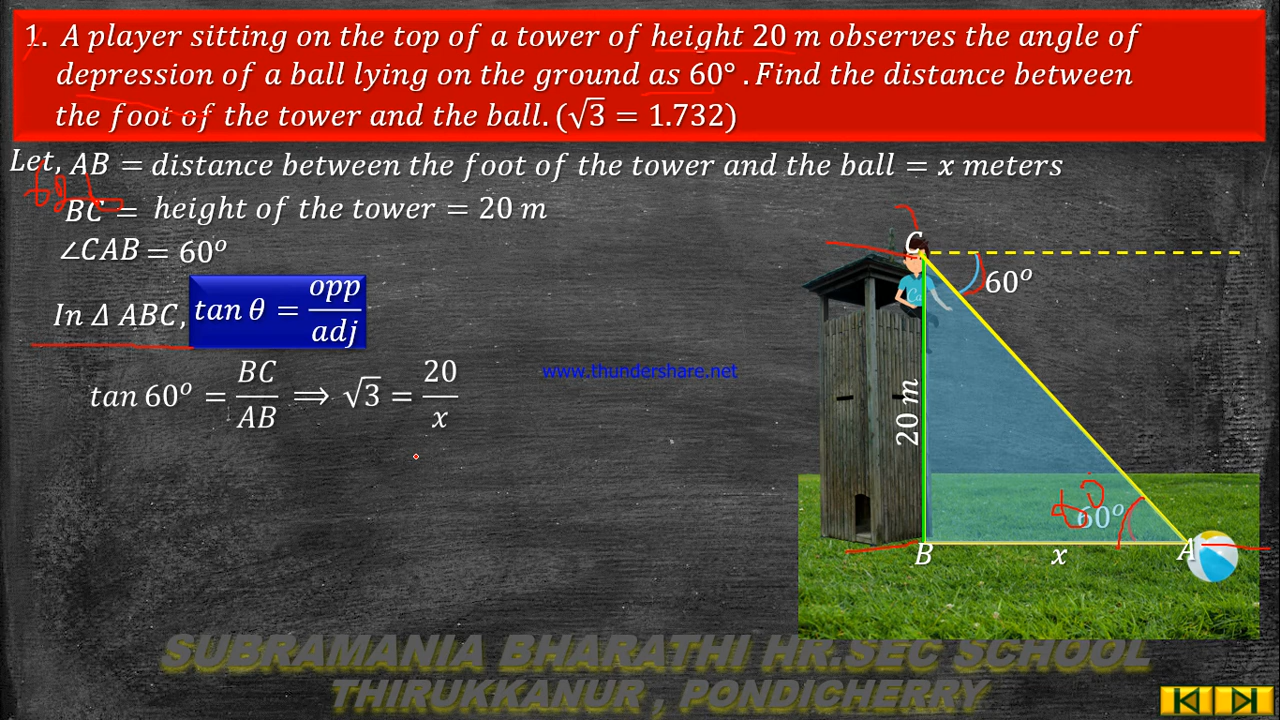 1. A player sitting on the top of a tower of height 20 m observes the angle of
depression of a ball lying on the ground as 60° . Find the distance between
the foot of the tower and the ball. (√3 = 1.732)
Let, AB = distance between the foot of the tower and the ball = x meters
BC = height of the tower = 20 m
∠CAB = 60°
In Δ ABC, tan θ = opp/adj
tan 60° = BC/AB ⟹ √3 = 20/x
www.thundershare.net
C
60°
20 m
60°
B
x
A
SUBRAMANIA BHARATHI HR.SEC SCHOOL
THIRUKKANUR , PONDICHERRY